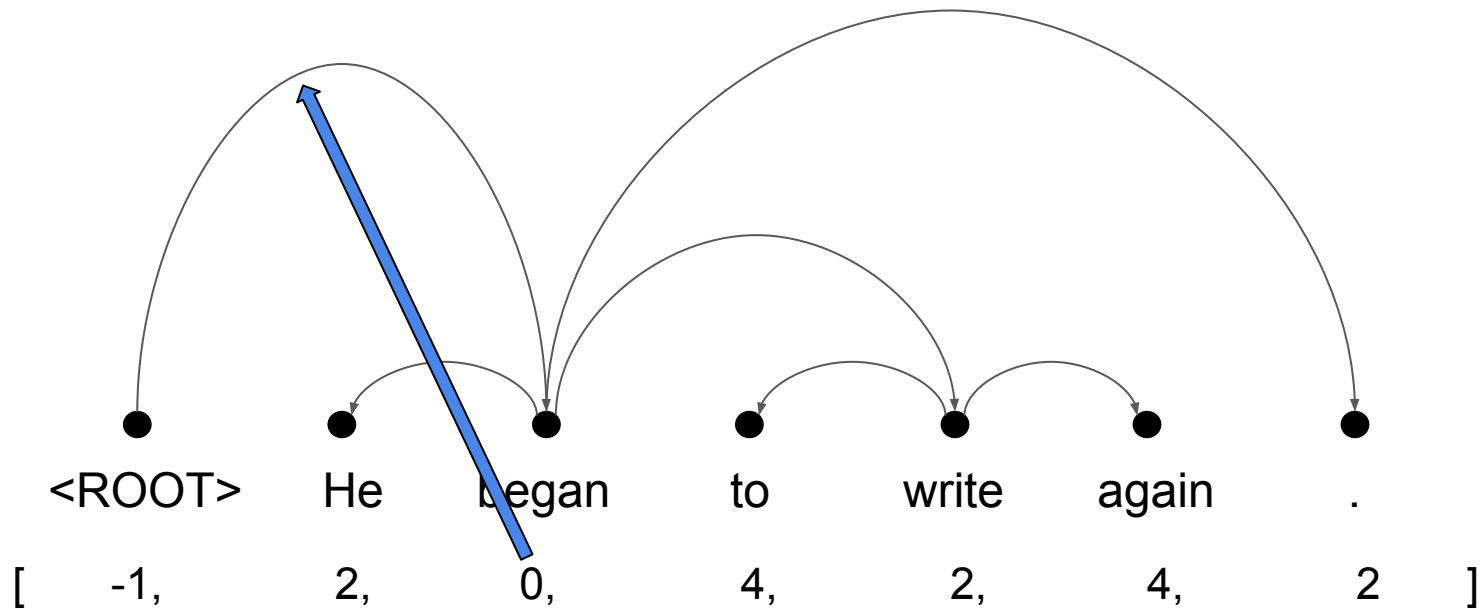 <ROOT> He began to write again .
[ -1, 2, 0, 4, 2, 4, 2 ]